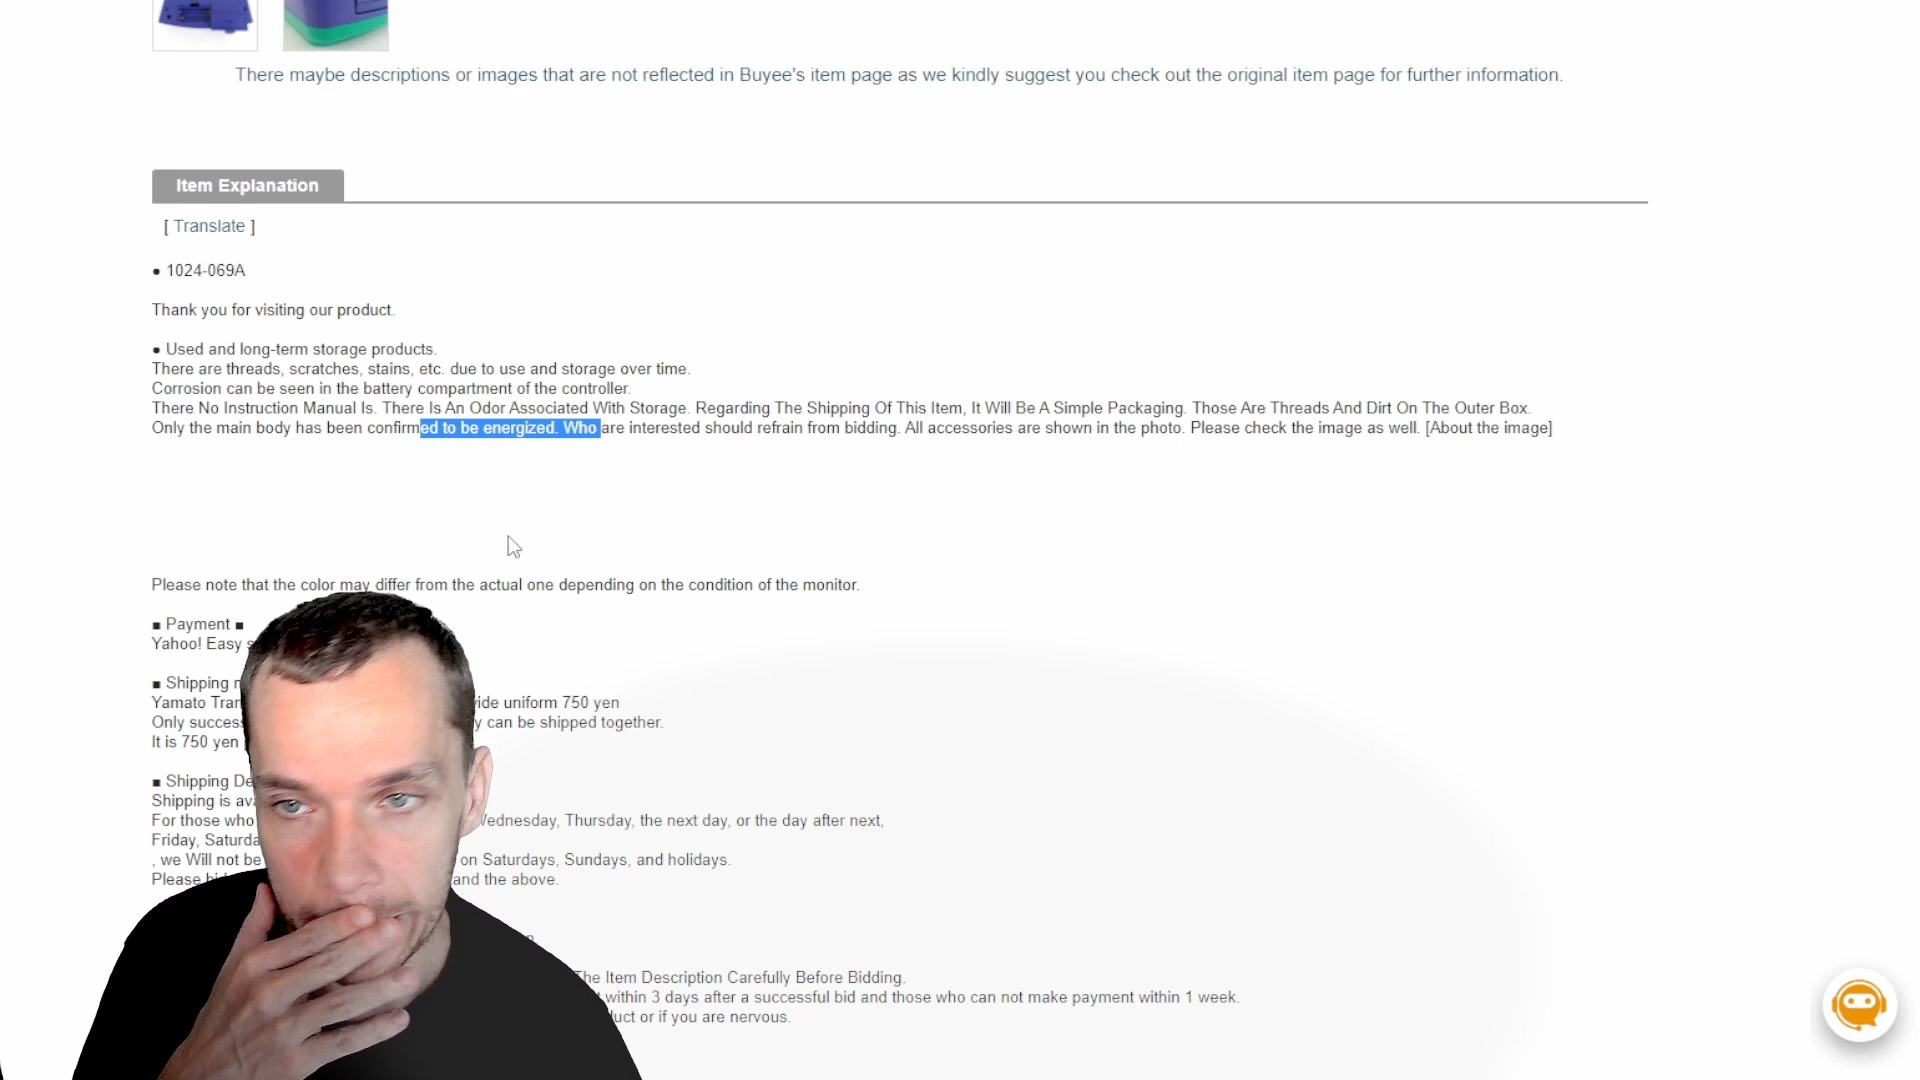 There maybe descriptions or images that are not reflected in Buyee's item page as we kindly suggest you check out the original item page for further information.
Item Explanation
[ Translate ]
● 1024-069A
Thank you for visiting our product.
● Used and long-term storage products.
There are threads, scratches, stains, etc. due to use and storage over time.
Corrosion can be seen in the battery compartment of the controller.
There No Instruction Manual Is. There Is An Odor Associated With Storage. Regarding The Shipping Of This Item, It Will Be A Simple Packaging. Those Are Threads And Dirt On The Outer Box.
Only the main body has been confirmed to be energized. Who are interested should refrain from bidding. All accessories are shown in the photo. Please check the image as well. [About the image]
Please note that the color may differ from the actual one depending on the condition of the monitor.
■ Payment ■
Yahoo! Easy
■ Shipping
Yamato uniform 750 yen
Only can be shipped together.
It is 750 yen
■ Shipping
Shipping is
For those who Wednesday, Thursday, the next day, or the day after next,
Friday,
, we Will not be on Saturdays, Sundays, and holidays.
Please and the above.
The Item Description Carefully Before Bidding.
within 3 days after a successful bid and those who can not make payment within 1 week.
or if you are nervous.